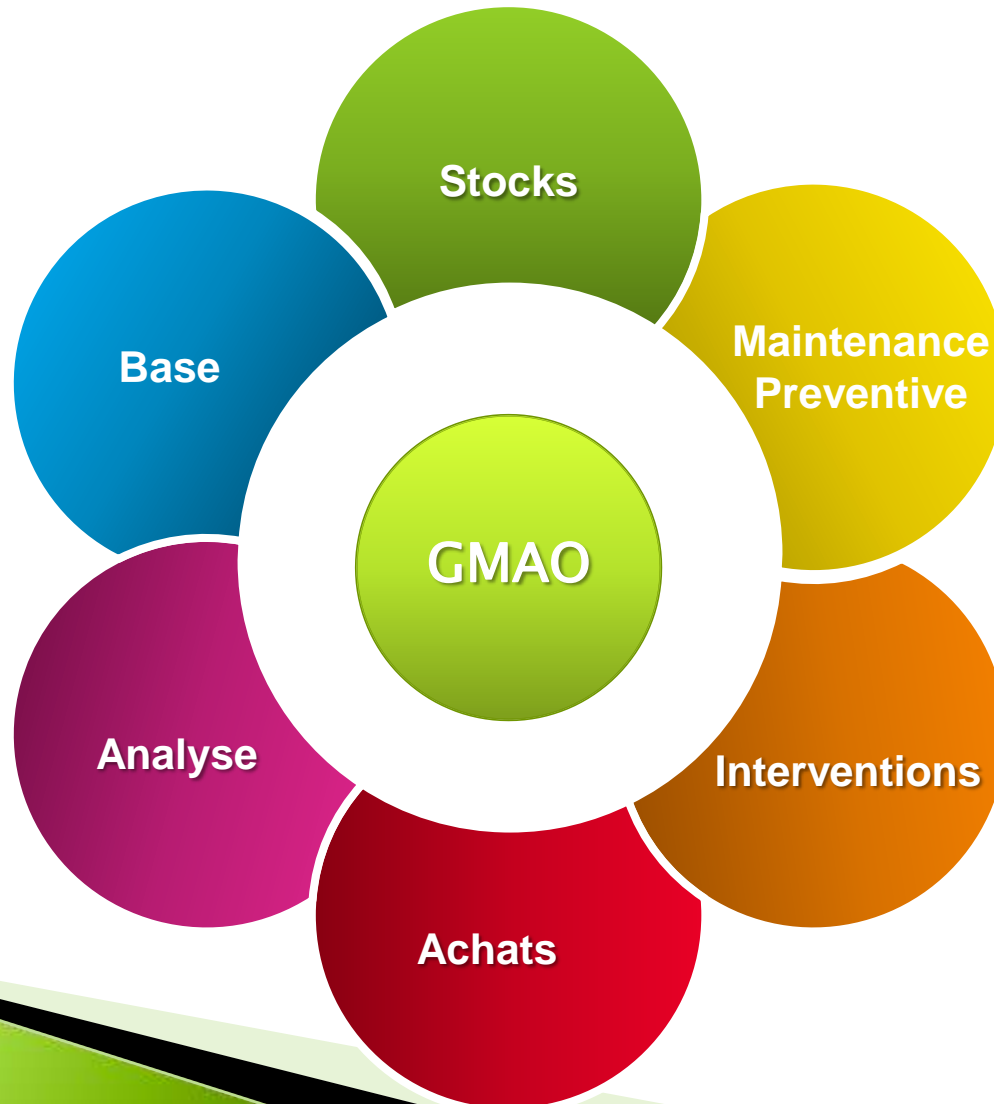 Stocks
Maintenance
Preventive
Base
GMAO
Analyse
Interventions
Achats